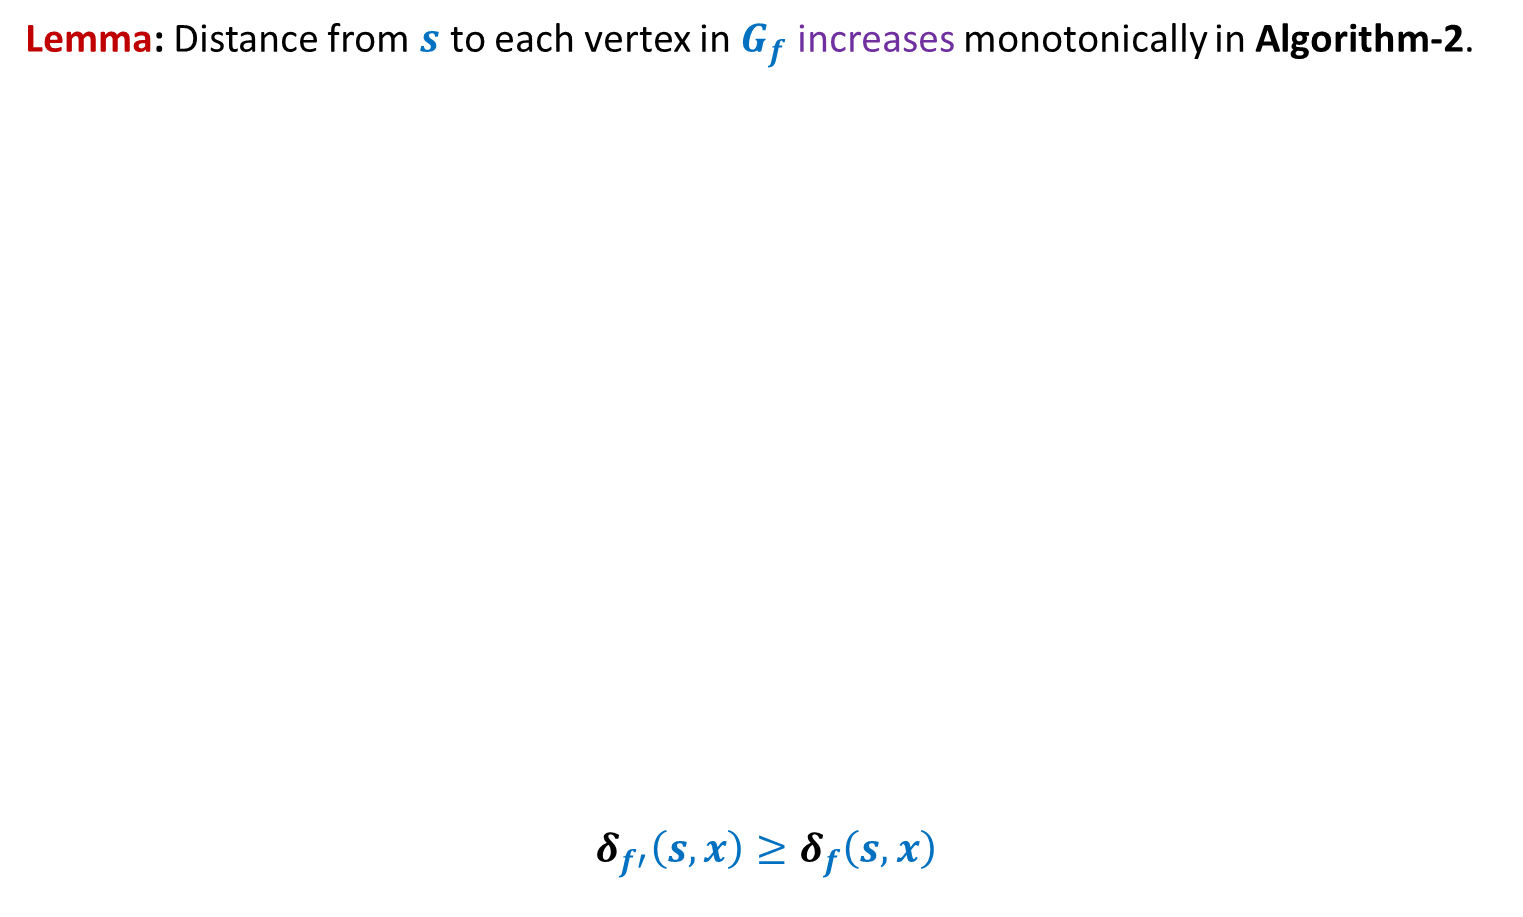 Lemma: Distance from s to each vertex in G_f increases monotonically in Algorithm-2.
δ_f′(s, x) ≥ δ_f(s, x)